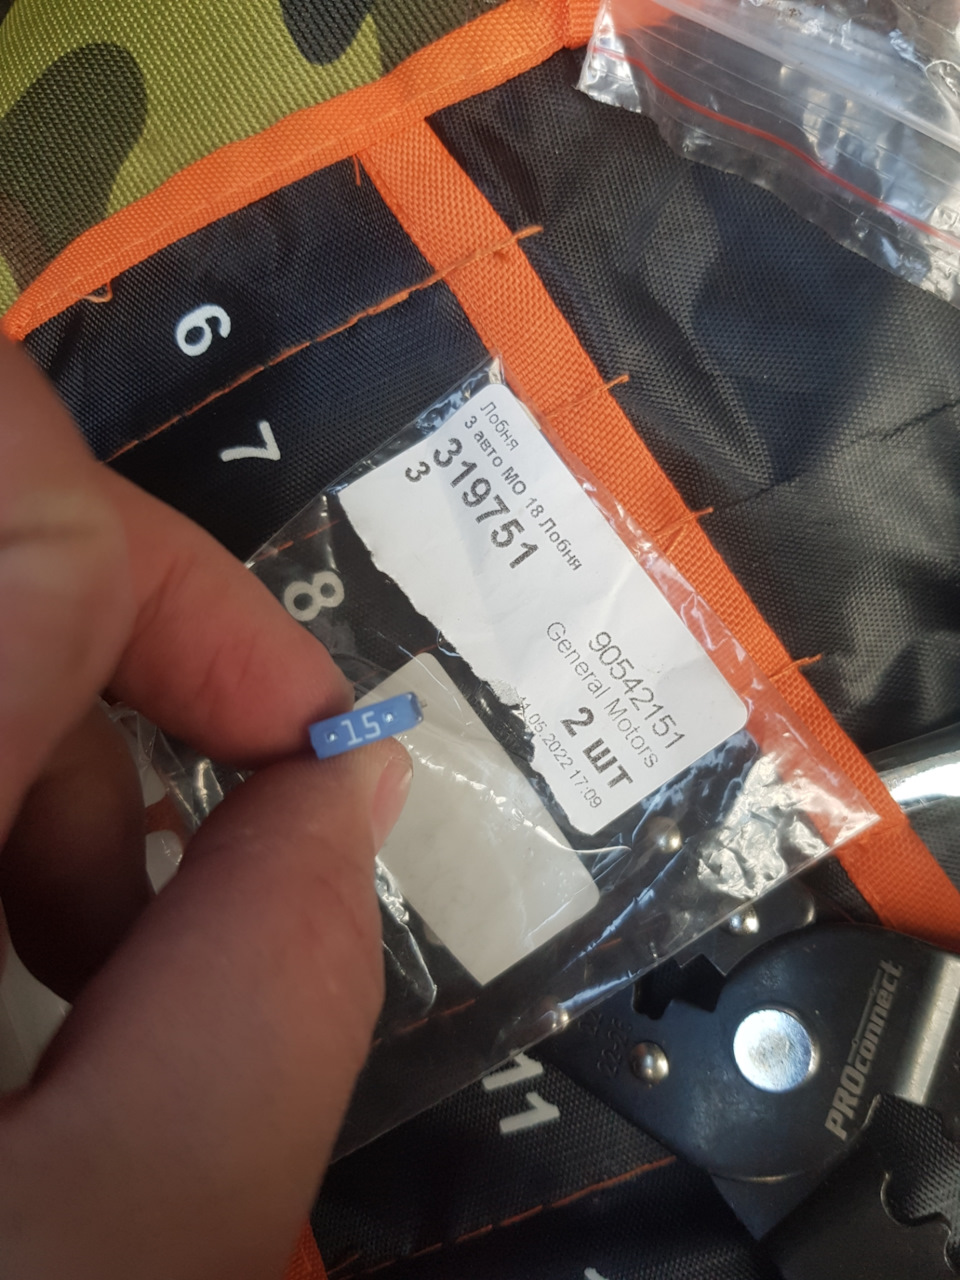 6
7
8
Лобня
3 авто МО 18 Лобня
319751
3
90542151
General Motors
2 шт
05.2022 17:09
15
PROconnect
11